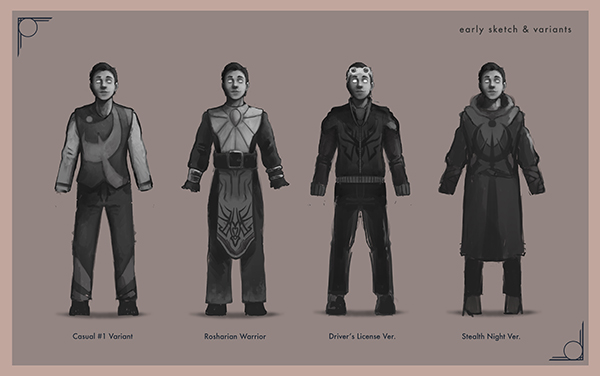 early sketch & variants
Casual #1 Variant
Rosharian Warrior
Driver's License Ver.
Stealth Night Ver.